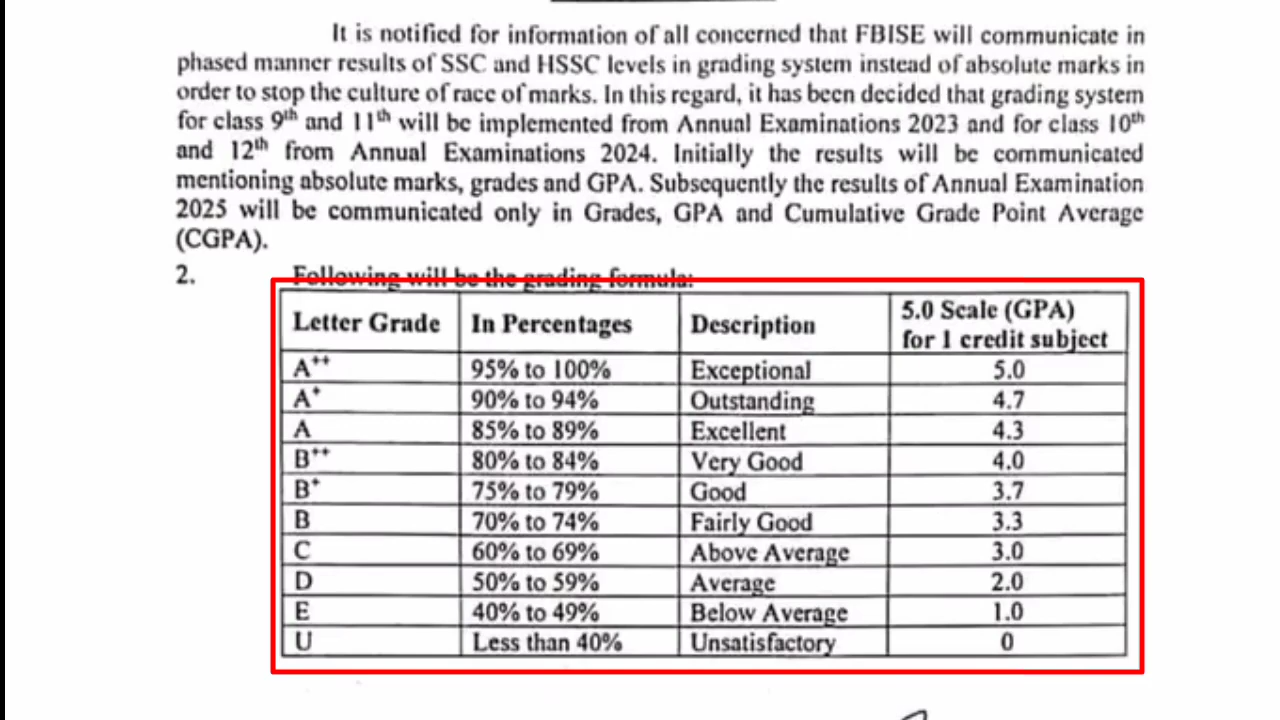 It is notified for information of all concerned that FBISE will communicate in
phased manner results of SSC and HSSC levels in grading system instead of absolute marks in
order to stop the culture of race of marks. In this regard, it has been decided that grading system
for class 9th and 11th will be implemented from Annual Examinations 2023 and for class 10th
and 12th from Annual Examinations 2024. Initially the results will be communicated
mentioning absolute marks, grades and GPA. Subsequently the results of Annual Examination
2025 will be communicated only in Grades, GPA and Cumulative Grade Point Average
(CGPA).
2. Following will be the grading formula:
Letter Grade In Percentages Description 5.0 Scale (GPA)
for 1 credit subject
A++ 95% to 100% Exceptional 5.0
A+ 90% to 94% Outstanding 4.7
A 85% to 89% Excellent 4.3
B++ 80% to 84% Very Good 4.0
B+ 75% to 79% Good 3.7
B 70% to 74% Fairly Good 3.3
C 60% to 69% Above Average 3.0
D 50% to 59% Average 2.0
E 40% to 49% Below Average 1.0
U Less than 40% Unsatisfactory 0